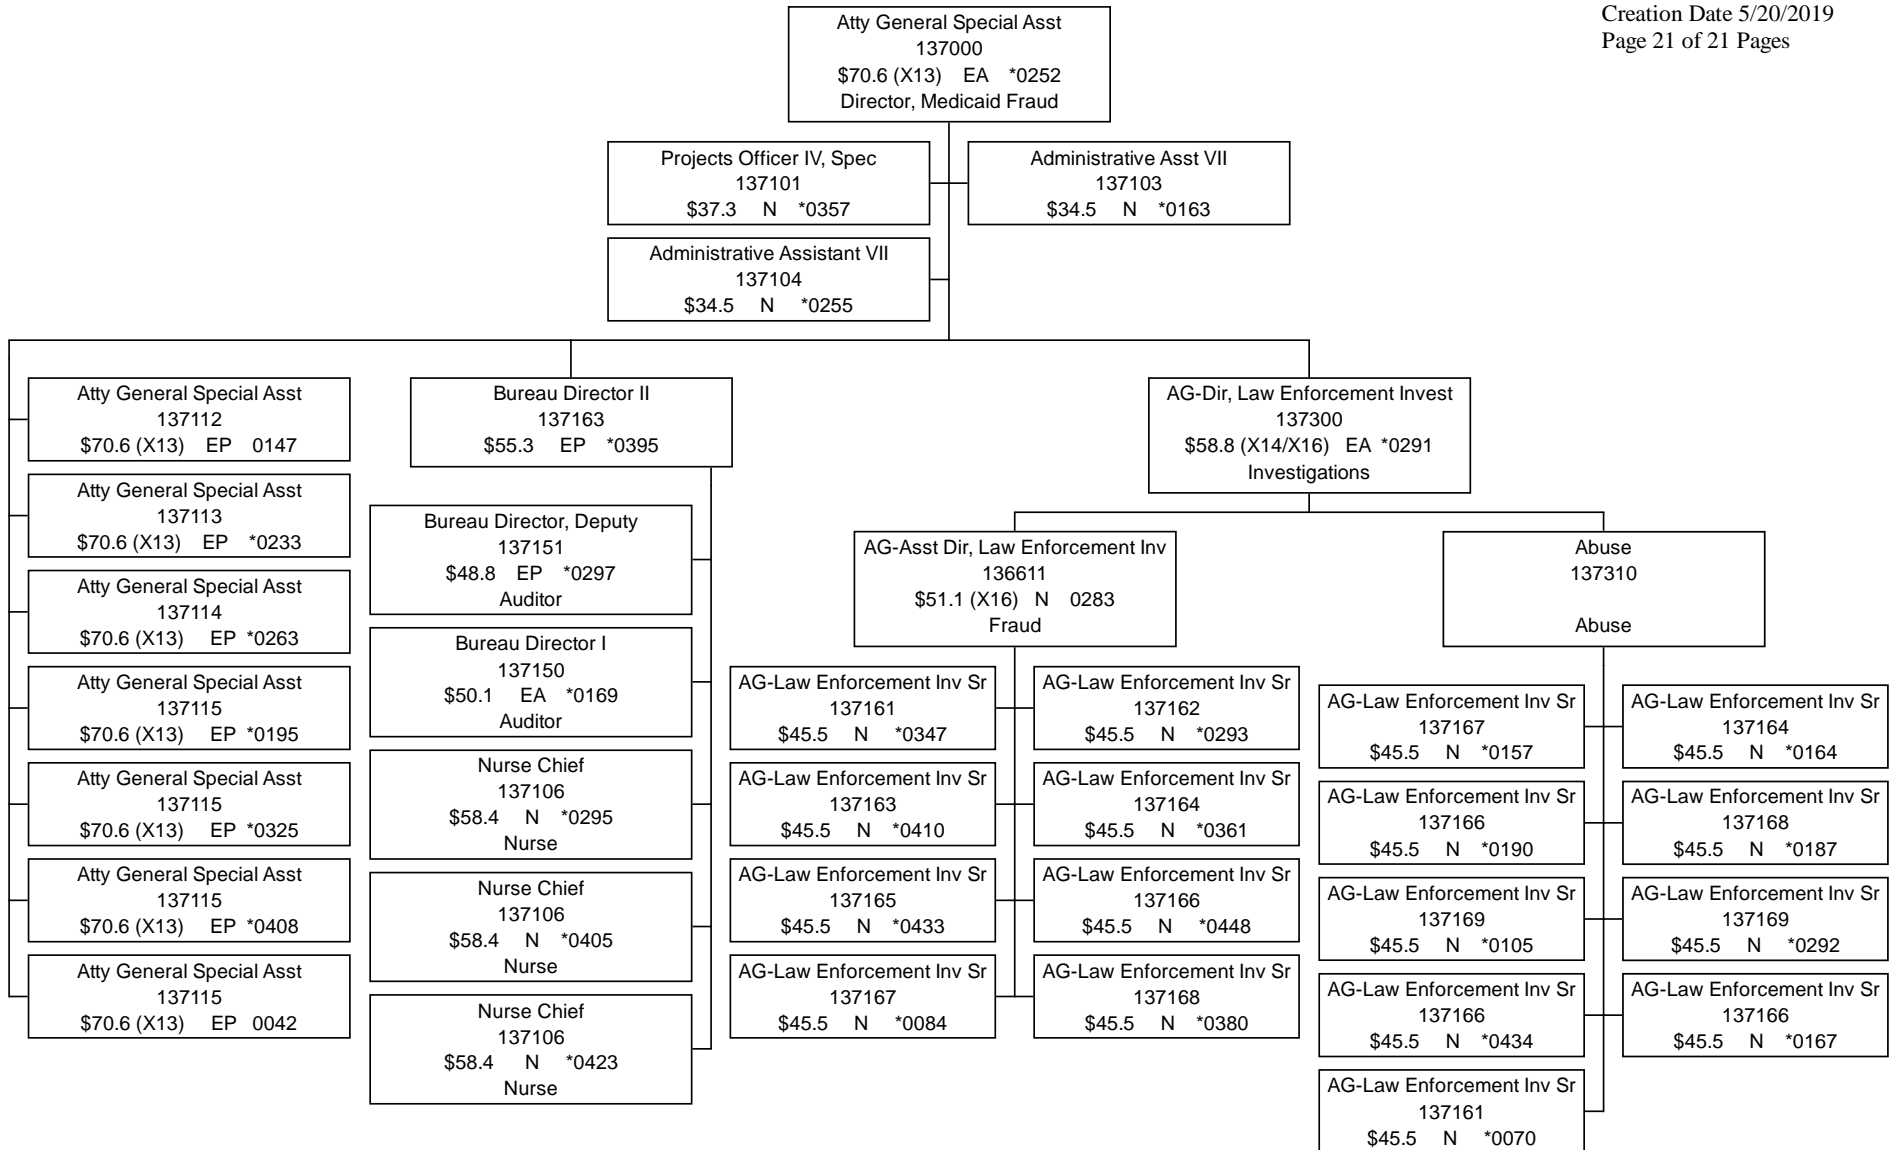 Creation Date 5/20/2019
Page 21 of 21 Pages
Atty General Special Asst
137000
$70.6 (X13) EA *0252
Director, Medicaid Fraud
Projects Officer IV, Spec
137101
$37.3 N *0357
Administrative Asst VII
137103
$34.5 N *0163
Administrative Assistant VII
137104
$34.5 N *0255
Atty General Special Asst
137112
$70.6 (X13) EP 0147
Atty General Special Asst
137113
$70.6 (X13) EP *0233
Atty General Special Asst
137114
$70.6 (X13) EP *0263
Atty General Special Asst
137115
$70.6 (X13) EP *0195
Atty General Special Asst
137115
$70.6 (X13) EP *0325
Atty General Special Asst
137115
$70.6 (X13) EP *0408
Atty General Special Asst
137115
$70.6 (X13) EP 0042
Bureau Director II
137163
$55.3 EP *0395
Bureau Director, Deputy
137151
$48.8 EP *0297
Auditor
Bureau Director I
137150
$50.1 EA *0169
Auditor
Nurse Chief
137106
$58.4 N *0295
Nurse
Nurse Chief
137106
$58.4 N *0405
Nurse
Nurse Chief
137106
$58.4 N *0423
Nurse
AG-Dir, Law Enforcement Invest
137300
$58.8 (X14/X16) EA *0291
Investigations
AG-Asst Dir, Law Enforcement Inv
136611
$51.1 (X16) N 0283
Fraud
AG-Law Enforcement Inv Sr
137161
$45.5 N *0347
AG-Law Enforcement Inv Sr
137162
$45.5 N *0293
AG-Law Enforcement Inv Sr
137163
$45.5 N *0410
AG-Law Enforcement Inv Sr
137164
$45.5 N *0361
AG-Law Enforcement Inv Sr
137165
$45.5 N *0433
AG-Law Enforcement Inv Sr
137166
$45.5 N *0448
AG-Law Enforcement Inv Sr
137167
$45.5 N *0084
AG-Law Enforcement Inv Sr
137168
$45.5 N *0380
Abuse
137310
Abuse
AG-Law Enforcement Inv Sr
137167
$45.5 N *0157
AG-Law Enforcement Inv Sr
137164
$45.5 N *0164
AG-Law Enforcement Inv Sr
137166
$45.5 N *0190
AG-Law Enforcement Inv Sr
137168
$45.5 N *0187
AG-Law Enforcement Inv Sr
137169
$45.5 N *0105
AG-Law Enforcement Inv Sr
137169
$45.5 N *0292
AG-Law Enforcement Inv Sr
137166
$45.5 N *0434
AG-Law Enforcement Inv Sr
137166
$45.5 N *0167
AG-Law Enforcement Inv Sr
137161
$45.5 N *0070